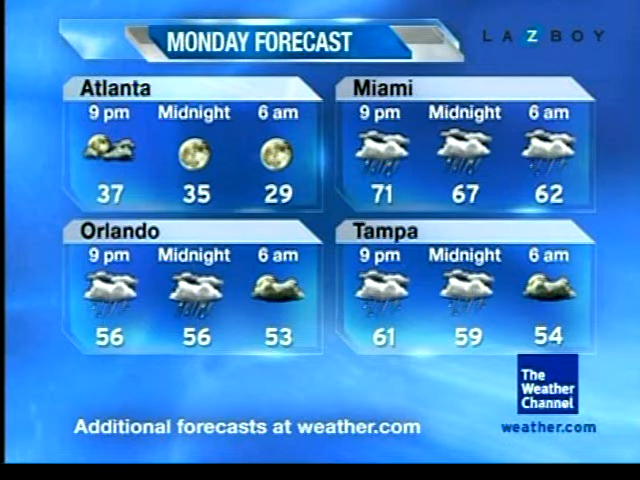 MONDAY FORECAST
LA Z BOY
Atlanta
9 pm Midnight 6 am
37 35 29
Miami
9 pm Midnight 6 am
71 67 62
Orlando
9 pm Midnight 6 am
56 56 53
Tampa
9 pm Midnight 6 am
61 59 54
The
Weather
Channel
Additional forecasts at weather.com
weather.com